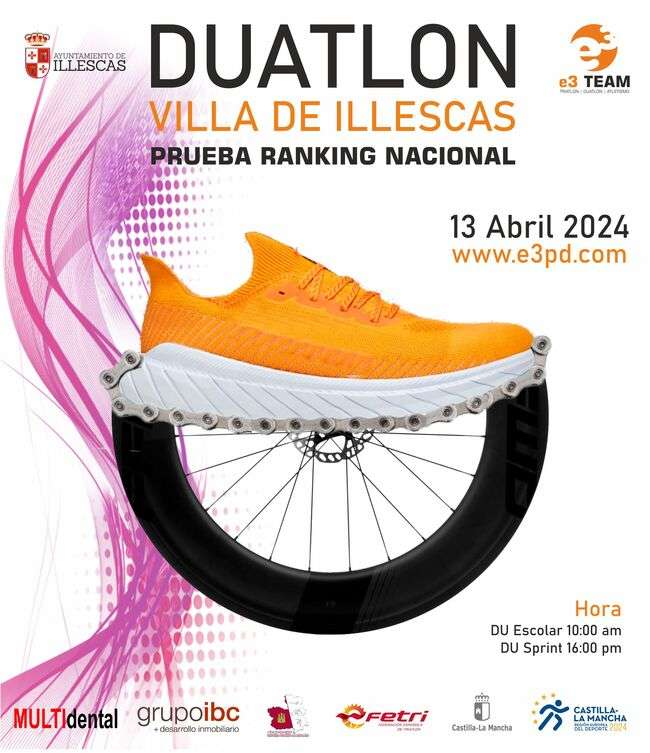 AYUNTAMIENTO DE
ILLESCAS
DUATLON
e3
e3 TEAM
TRIATLON | DUATLON | ATLETISMO
VILLA DE ILLESCAS
PRUEBA RANKING NACIONAL
13 Abril 2024
www.e3pd.com
Hora
DU Escolar 10:00 am
DU Sprint 16:00 pm
MULTIdental
grupoibc
+ desarrollo inmobiliario
fetri
FEDERACIÓN ESPAÑOLA
DE TRIATLÓN
Castilla-La Mancha
CASTILLA-
LA MANCHA
REGIÓN EUROPEA
DEL DEPORTE 2024